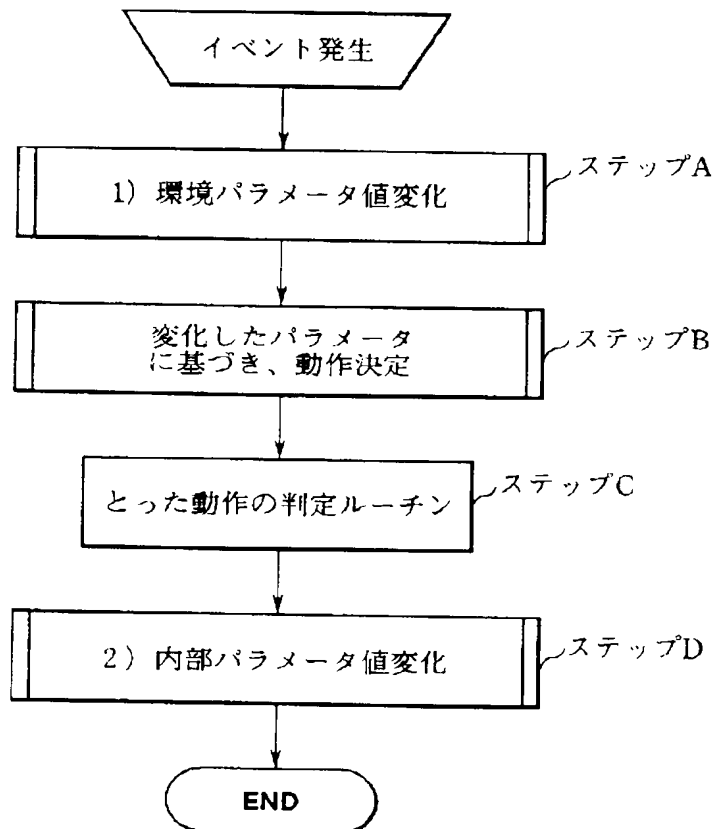 イベント発生
1) 環境パラメータ値変化
ステップA
変化したパラメータ
に基づき、動作決定
ステップB
とった動作の判定ルーチン
ステップC
2) 内部パラメータ値変化
ステップD
END